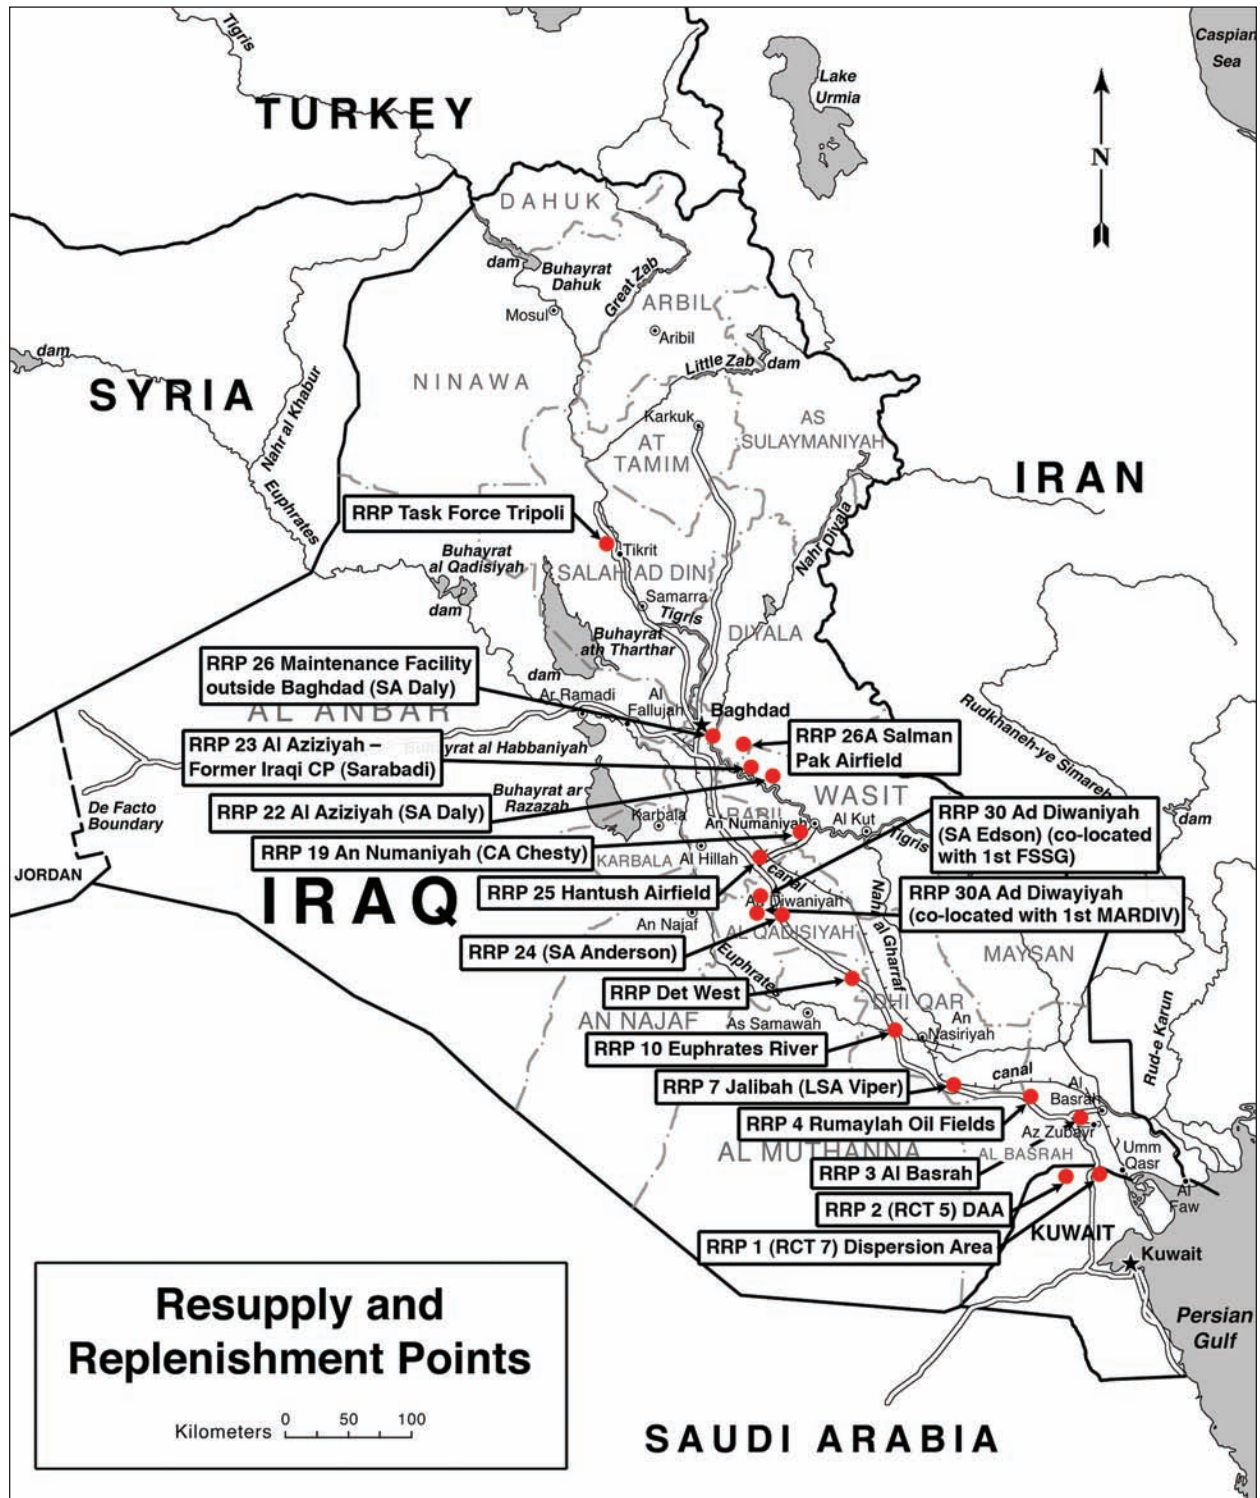 Tigris
Caspian
Sea
Lake
Urmia
TURKEY
N
DAHUK
dam
Buhayrat
Dahuk
Great Zab
ARBIL
Mosul
Aribil
dam
Little Zab
dam
SYRIA
NINAWA
Nahr al Khabur
Karkuk
AS
SULAYMANIYAH
AT
TAMIM
IRAN
Euphrates
RRP Task Force Tripoli
Nahr Diyala
Tikrit
Buhayrat
al Qadisiyah
SALAH AD DIN
dam
Samarra
Tigris
Buhayrat
ath Tharthar
DIYALA
RRP 26 Maintenance Facility
outside Baghdad (SA Daly)
dam
Ar Ramadi
Al
Fallujah
Baghdad
AL ANBAR
Rudkhaneh-ye Simareh
RRP 26A Salman
Pak Airfield
RRP 23 Al Aziziyah –
Former Iraqi CP (Sarabadi)
Buhayrat al Habbaniyah
De Facto
Boundary
Buhayrat ar
Razazab
WASIT
RRP 22 Al Aziziyah (SA Daly)
BABIL
Karbala
An Numaniyah
Al Kut
Tigris
dam
RRP 30 Ad Diwaniyah
(SA Edson) (co-located
with 1st FSSG)
RRP 19 An Numaniyah (CA Chesty)
KARBALA
Al Hillah
JORDAN
IRAQ
RRP 25 Hantush Airfield
canal
Nahr al Gharraf
RRP 30A Ad Diwayiyah
(co-located with 1st MARDIV)
Ad Diwaniyah
An Najaf
AL QADISIYAH
RRP 24 (SA Anderson)
MAYSAN
Euphrates
RRP Det West
DHI QAR
AN NAJAF
As Samawah
An
Nasiriyah
Rud-e Karun
RRP 10 Euphrates River
canal
RRP 7 Jalibah (LSA Viper)
Al
Basrah
RRP 4 Rumaylah Oil Fields
Az Zubayr
AL MUTHANNA
AL BASRAH
Umm
Qasr
RRP 3 Al Basrah
Al
Faw
RRP 2 (RCT 5) DAA
KUWAIT
RRP 1 (RCT 7) Dispersion Area
Kuwait
Resupply and
Replenishment Points
Kilometers 0 50 100
Persian
Gulf
SAUDI ARABIA